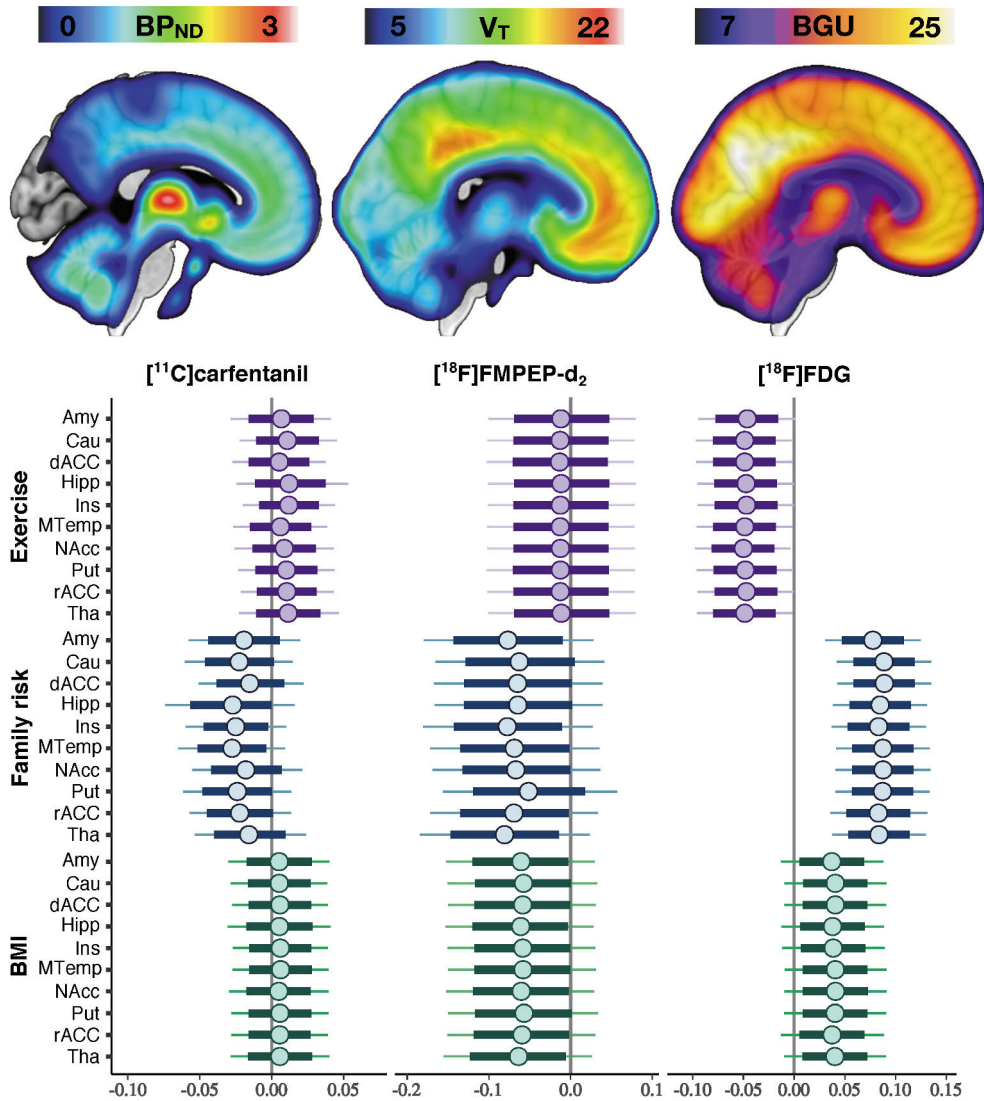 0 BP_ND 3
5 V_T 22
7 BGU 25
[¹¹C]carfentanil
[¹⁸F]FMPEP-d₂
[¹⁸F]FDG
Exercise
Amy
Cau
dACC
Hipp
Ins
MTemp
NAcc
Put
rACC
Tha
Family risk
Amy
Cau
dACC
Hipp
Ins
MTemp
NAcc
Put
rACC
Tha
BMI
Amy
Cau
dACC
Hipp
Ins
MTemp
NAcc
Put
rACC
Tha
-0.10 -0.05 0.00 0.05
-0.2 -0.1 0.0 0.1
-0.10 -0.05 0.00 0.05 0.10 0.15